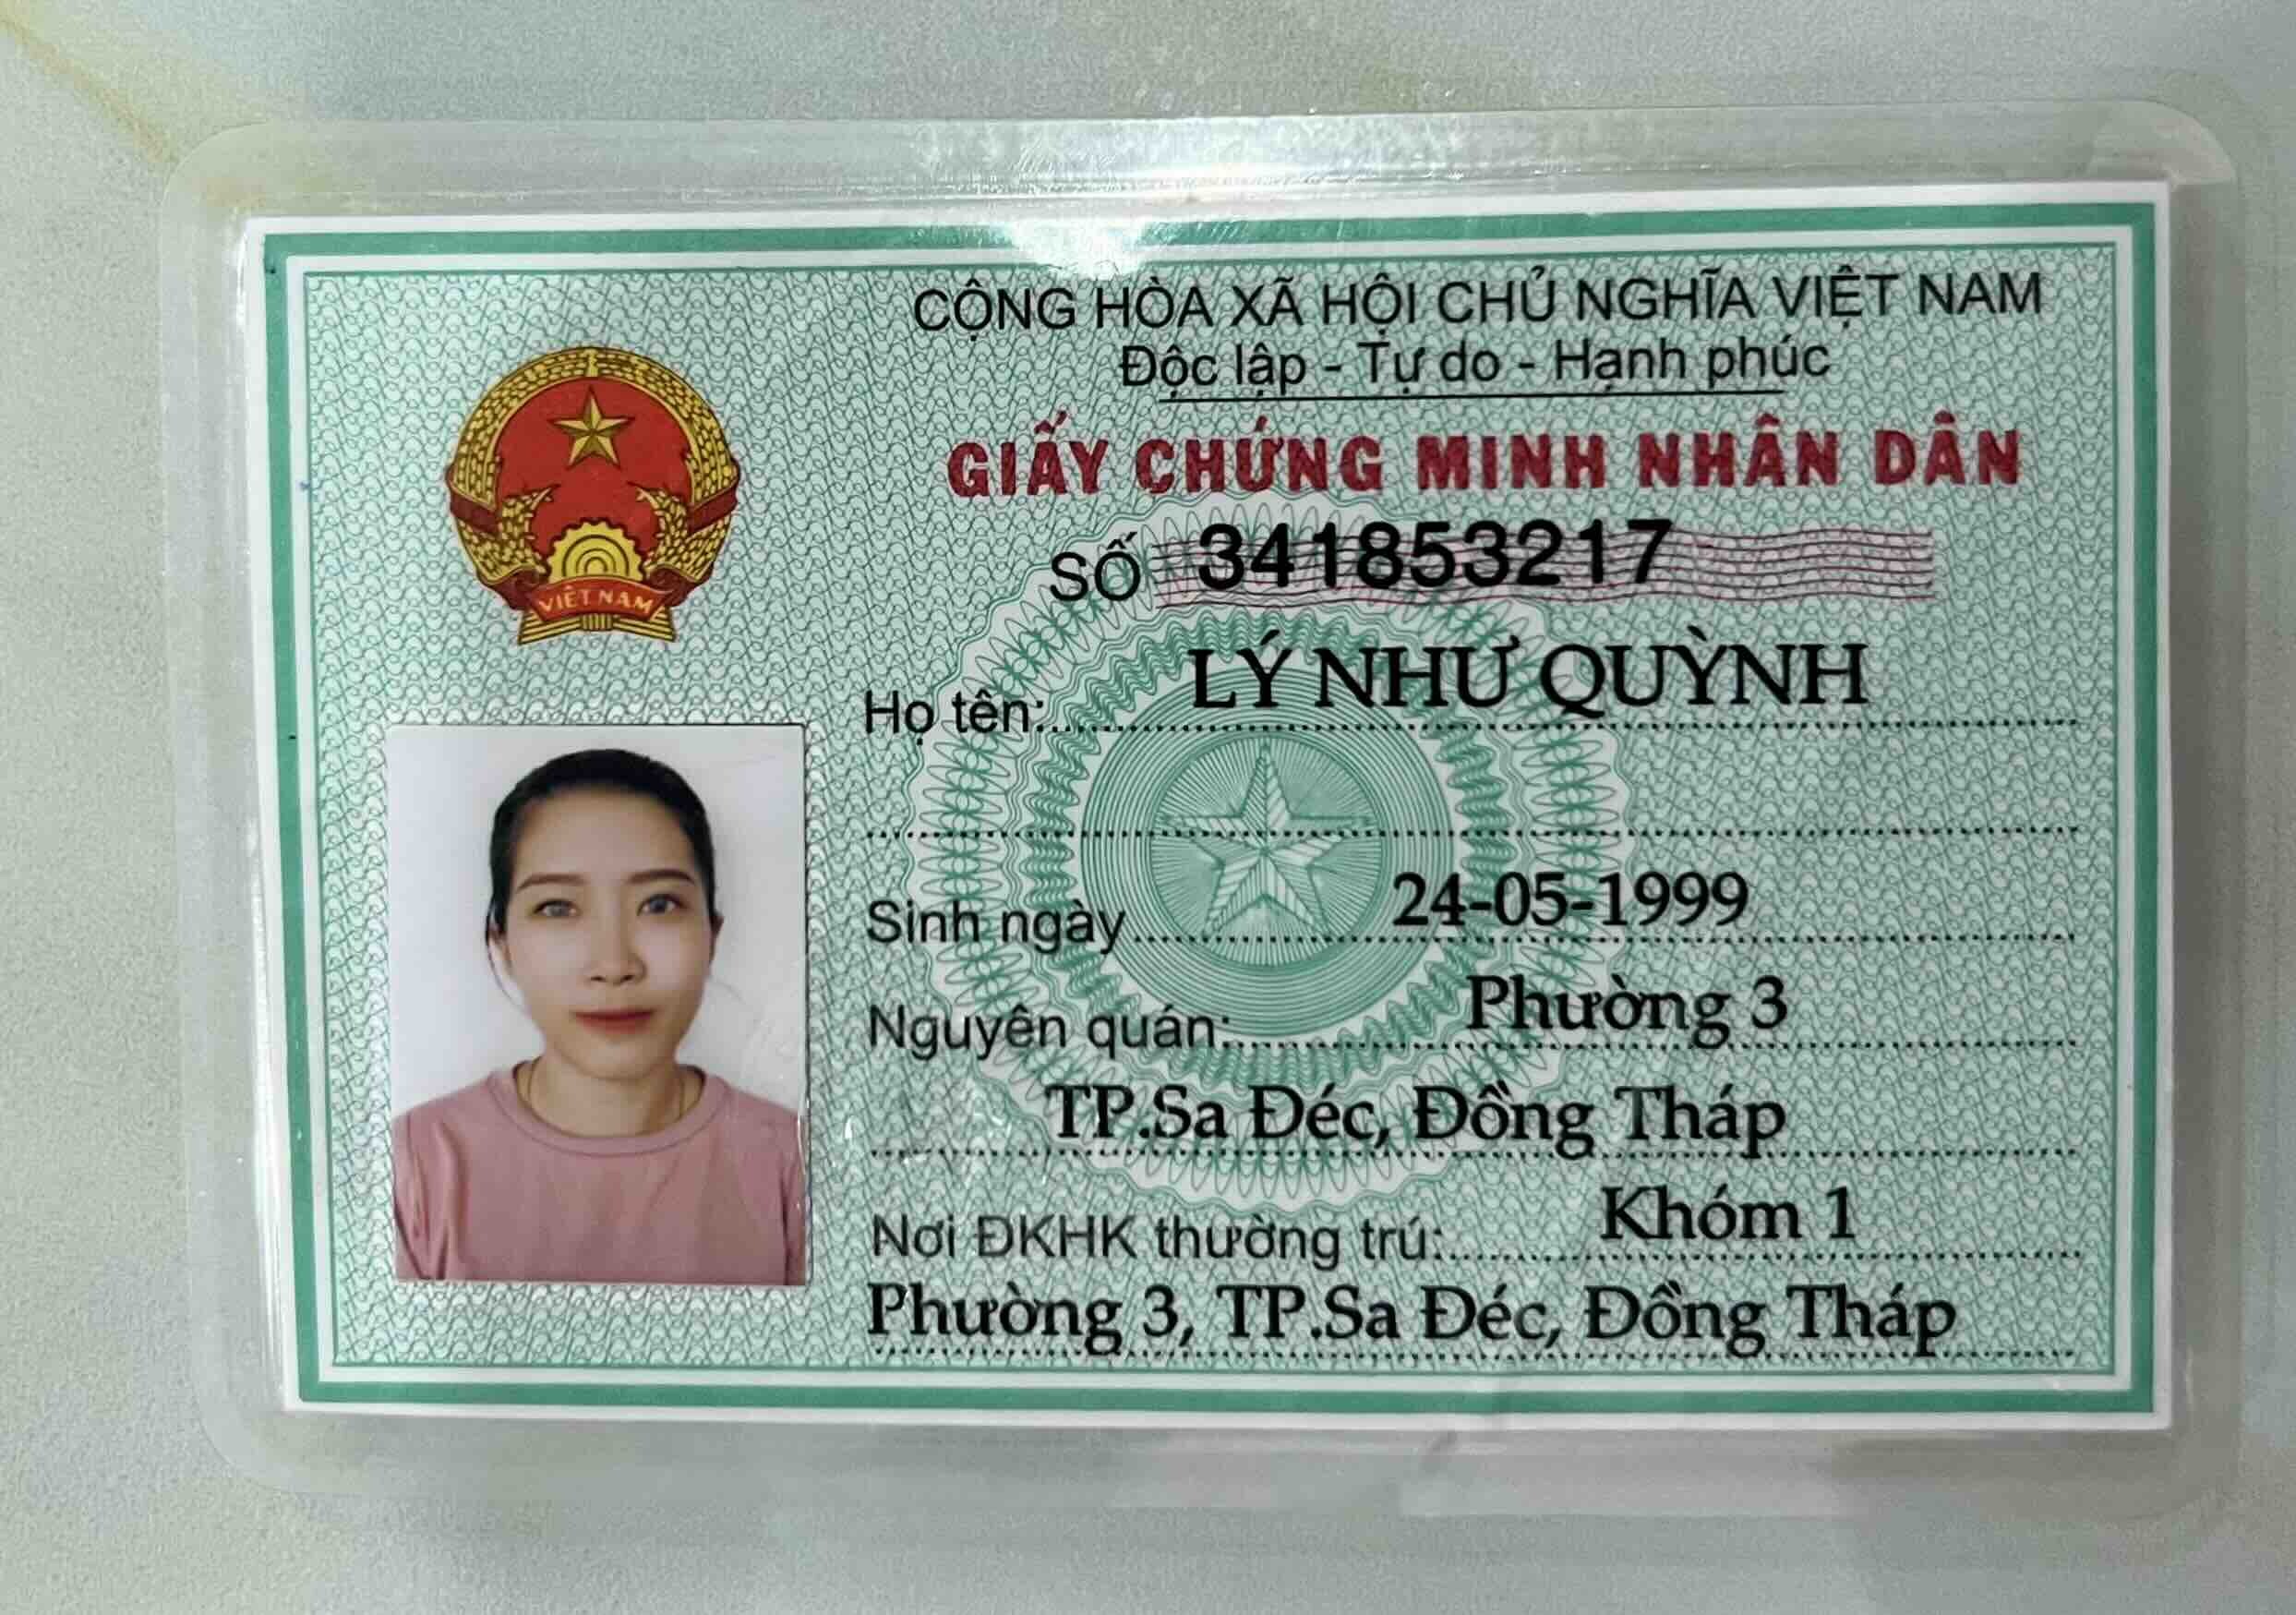 CỘNG HÒA XÃ HỘI CHỦ NGHĨA VIỆT NAM
Độc lập - Tự do - Hạnh phúc
GIẤY CHỨNG MINH NHÂN DÂN
SỐ 341853217
VIỆT NAM
Họ tên: LÝ NHƯ QUỲNH
Sinh ngày 24-05-1999
Nguyên quán: Phường 3
TP.Sa Đéc, Đồng Tháp
Nơi ĐKHK thường trú: Khóm 1
Phường 3, TP.Sa Đéc, Đồng Tháp